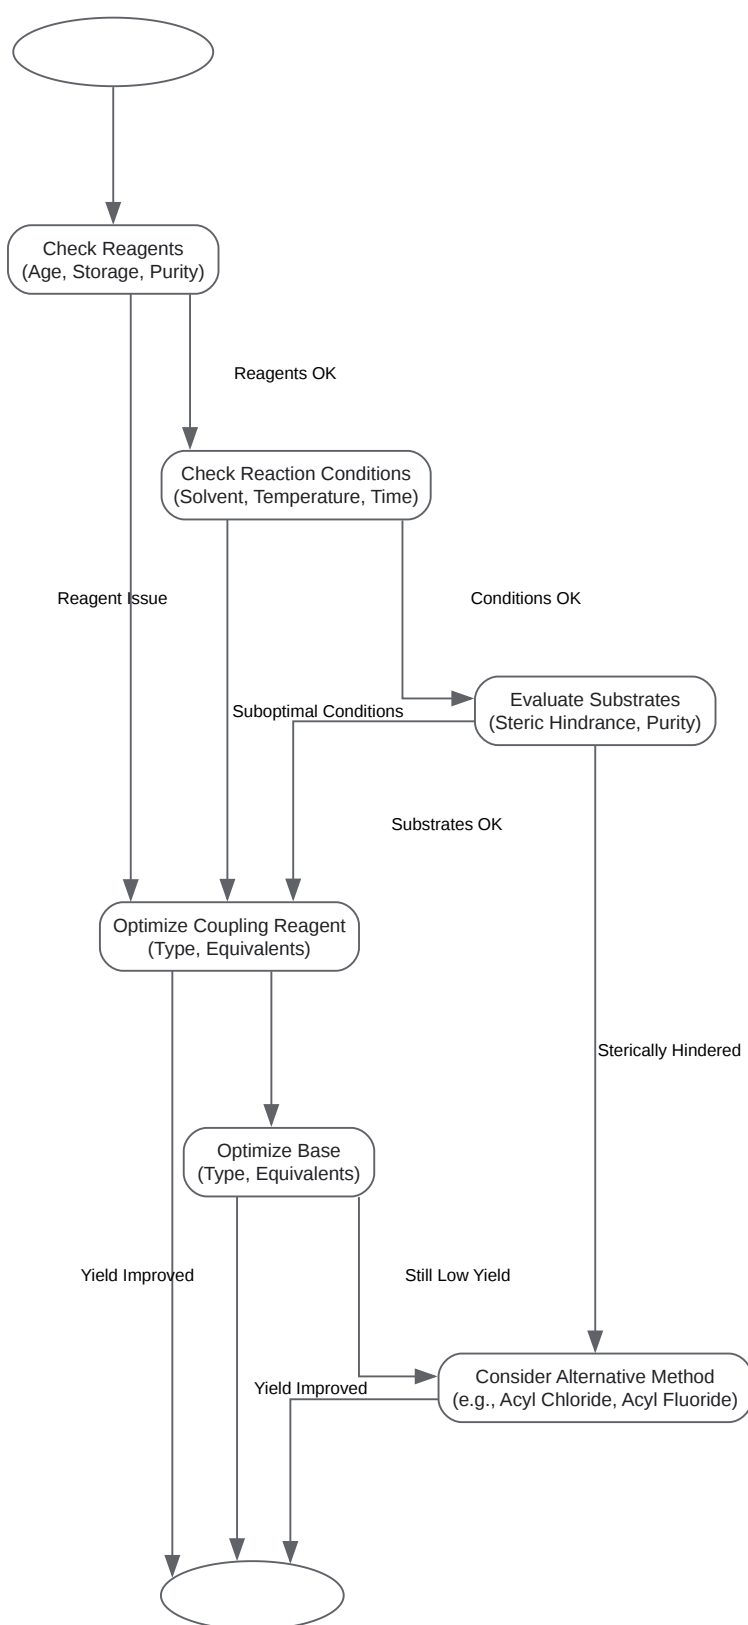 Check Reagents
(Age, Storage, Purity)
Reagents OK
Check Reaction Conditions
(Solvent, Temperature, Time)
Reagent Issue
Conditions OK
Evaluate Substrates
(Steric Hindrance, Purity)
Suboptimal Conditions
Substrates OK
Optimize Coupling Reagent
(Type, Equivalents)
Sterically Hindered
Optimize Base
(Type, Equivalents)
Yield Improved
Still Low Yield
Consider Alternative Method
(e.g., Acyl Chloride, Acyl Fluoride)
Yield Improved